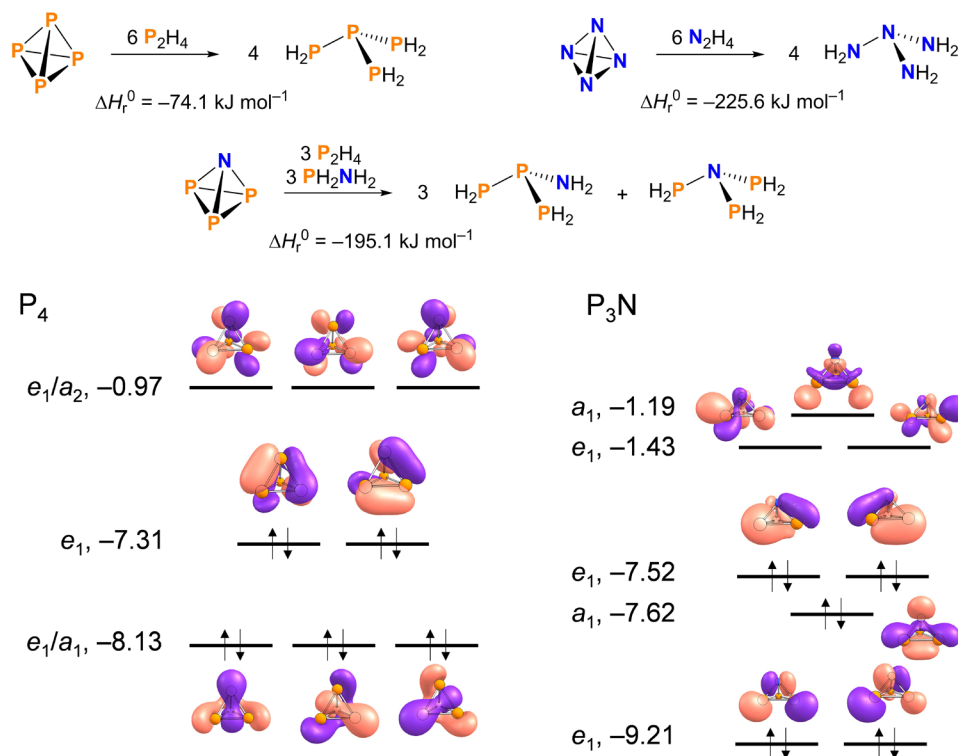 6 P₂H₄
4
P
P
P
P
P
H₂P
PH₂
PH₂
ΔHᵣ⁰ = –74.1 kJ mol⁻¹
6 N₂H₄
4
N
N
N
N
N
H₂N
NH₂
NH₂
ΔHᵣ⁰ = –225.6 kJ mol⁻¹
3 P₂H₄
3 PH₂NH₂
N
P
P
P
3
P
H₂P
NH₂
PH₂
+
N
H₂P
PH₂
PH₂
ΔHᵣ⁰ = –195.1 kJ mol⁻¹
P₄
e₁/a₂, –0.97
e₁, –7.31
e₁/a₁, –8.13
P₃N
a₁, –1.19
e₁, –1.43
e₁, –7.52
a₁, –7.62
e₁, –9.21